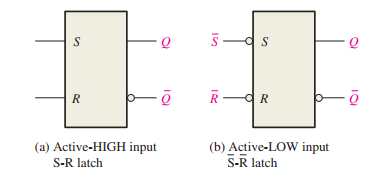 S Q
R Q̅
(a) Active-HIGH input
S-R latch
S̅ S Q
R̅ R Q̅
(b) Active-LOW input
S̅-R̅ latch